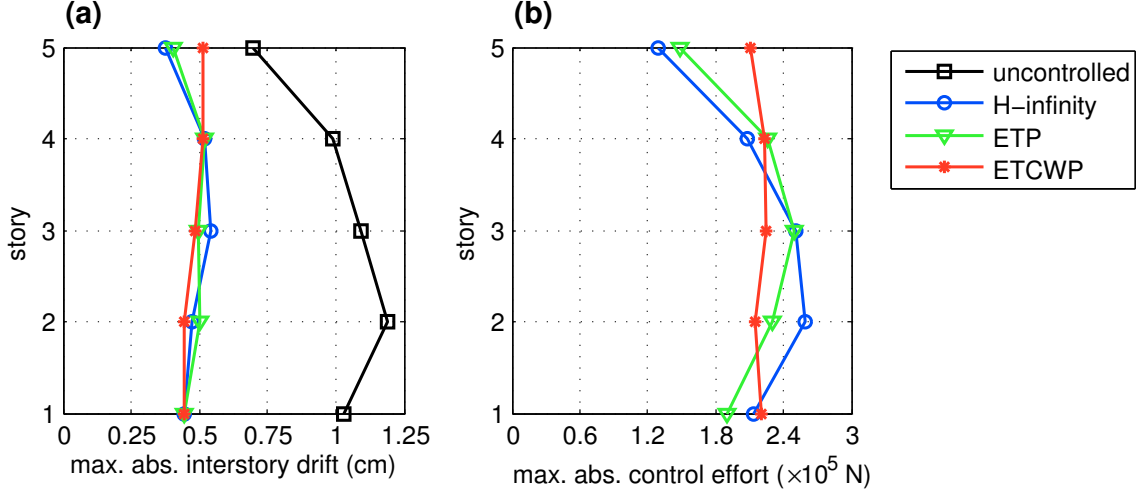 (a)
5
4
3
2
1
story
0 0.25 0.5 0.75 1 1.25
max. abs. interstory drift (cm)
(b)
5
4
3
2
1
story
0 0.6 1.2 1.8 2.4 3
max. abs. control effort (×10⁵ N)
uncontrolled
H−infinity
ETP
ETCWP